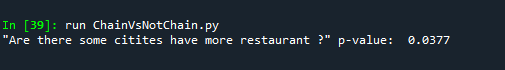 In [39]: run ChainVsNotChain.py
"Are there some citites have more restaurant ?" p-value:  0.0377